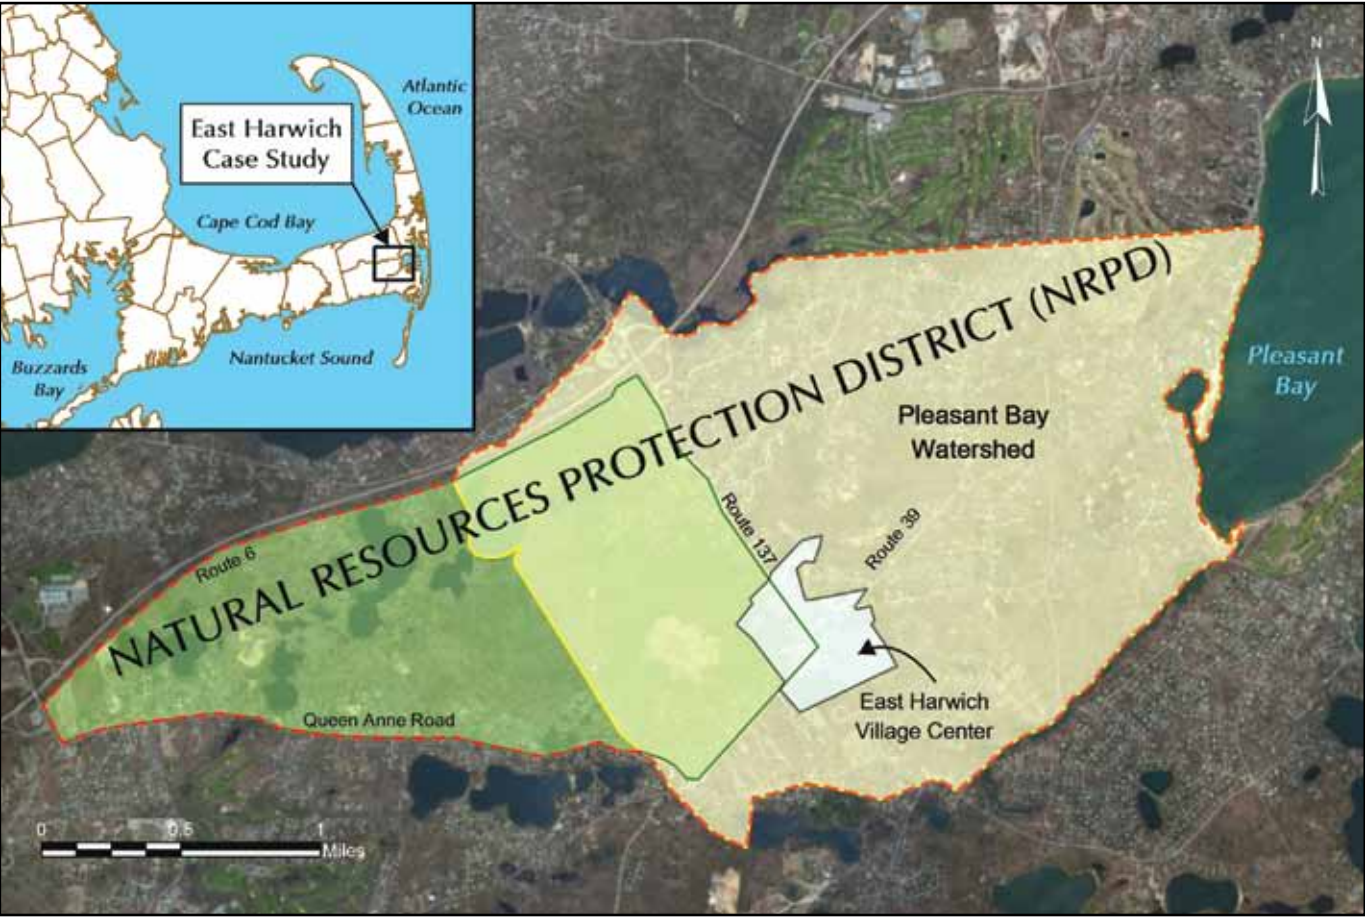 Atlantic
Ocean
East Harwich
Case Study
Cape Cod Bay
Nantucket Sound
Buzzards
Bay
N
NATURAL RESOURCES PROTECTION DISTRICT (NRPD)
Pleasant
Bay
Pleasant Bay
Watershed
Route 137
Route 39
Route 6
East Harwich
Village Center
Queen Anne Road
0 0.5 1
Miles